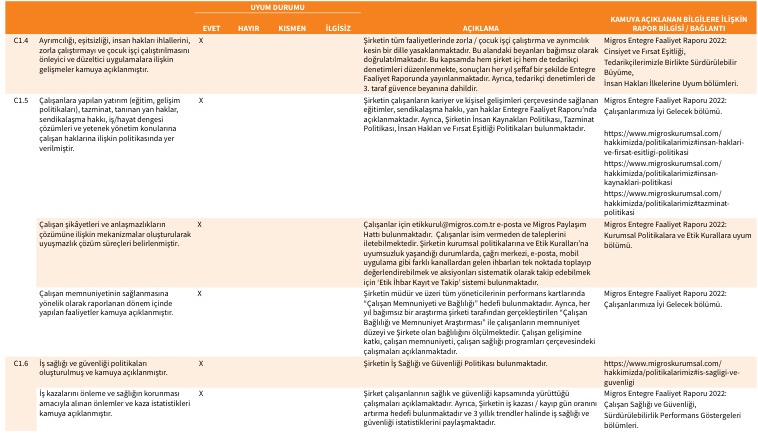 UYUM DURUMU
EVET HAYIR KISMEN İLGİSİZ AÇIKLAMA KAMUYA AÇIKLANAN BİLGİLERE İLİŞKİN RAPOR BİLGİSİ / BAĞLANTI
C1.4
Ayrımcılığı, eşitsizliği, insan hakları ihlallerini,
zorla çalıştırmayı ve çocuk işçi çalıştırılmasını
önleyici ve düzeltici uygulamalara ilişkin
gelişmeler kamuya açıklanmıştır.
X
Şirketin tüm faaliyetlerinde zorla / çocuk işçi çalıştırma ve ayrımcılık
kesin bir dille yasaklanmaktadır. Bu alandaki beyanları bağımsız olarak
doğrulatılmaktadır. Bu kapsamda hem şirket içi hem de tedarikçi
denetimleri düzenlenmekte, sonuçları her yıl şeffaf bir şekilde Entegre
Faaliyet Raporunda yayınlanmaktadır. Ayrıca, tedarikçi denetimleri de
3. taraf güvence beyanına dahildir.
Migros Entegre Faaliyet Raporu 2022:
Cinsiyet ve Fırsat Eşitliği,
Tedarikçilerimizle Birlikte Sürdürülebilir
Büyüme,
İnsan Hakları İlkelerine Uyum bölümleri.
C1.5
Çalışanlara yapılan yatırım (eğitim, gelişim
politikaları), tazminat, tanınan yan haklar,
sendikalaşma hakkı, iş/hayat dengesi
çözümleri ve yetenek yönetim konularına
çalışan haklarına ilişkin politikasında yer
verilmiştir.
X
Şirketin çalışanların kariyer ve kişisel gelişimleri çerçevesinde sağlanan
eğitimler, sendikalaşma hakkı, yan haklar Entegre Faaliyet Raporu'nda
açıklanmaktadır. Ayrıca, Şirketin İnsan Kaynakları Politikası, Tazminat
Politikası, İnsan Hakları ve Fırsat Eşitliği Politikaları bulunmaktadır.
Migros Entegre Faaliyet Raporu 2022:
Çalışanlarımıza İyi Gelecek bölümü.
https://www.migroskurumsal.com/
hakkimizda/politikalarimiz#insan-haklari-
ve-firsat-esitligi-politikasi
https://www.migroskurumsal.com/
hakkimizda/politikalarimiz#insan-
kaynaklari-politikasi
https://www.migroskurumsal.com/
hakkimizda/politikalarimiz#tazminat-
politikasi
Çalışan şikâyetleri ve anlaşmazlıkların
çözümüne ilişkin mekanizmalar oluşturularak
uyuşmazlık çözüm süreçleri belirlenmiştir.
X
Çalışanlar için etikkurul@migros.com.tr e-posta ve Migros Paylaşım
Hattı bulunmaktadır. Çalışanlar isim vermeden de taleplerini
iletebilmektedir. Şirketin kurumsal politikalarına ve Etik Kuralları'na
uyumsuzluk yaşandığı durumlarda, çağrı merkezi, e-posta, mobil
uygulama gibi farklı kanallardan gelen ihbarları tek noktada toplayıp
değerlendirebilmek ve aksiyonları sistematik olarak takip edebilmek
için 'Etik İhbar Kayıt ve Takip' sistemi bulunmaktadır.
Migros Entegre Faaliyet Raporu 2022:
Kurumsal Politikalara ve Etik Kurallara uyum
bölümü.
Çalışan memnuniyetinin sağlanmasına
yönelik olarak raporlanan dönem içinde
yapılan faaliyetler kamuya açıklanmıştır.
X
Şirketin müdür ve üzeri tüm yöneticilerinin performans kartlarında
“Çalışan Memnuniyeti ve Bağlılığı” hedefi bulunmaktadır. Ayrıca, her
yıl bağımsız bir araştırma şirketi tarafından gerçekleştirilen “Çalışan
Bağlılığı ve Memnuniyet Araştırması” ile çalışanların memnuniyet
düzeyi ve Şirkete olan bağlılığını ölçülmektedir. Çalışan gelişimine
katkı, çalışan memnuniyeti, çalışan sağlığı programları çerçevesindeki
çalışmaları açıklanmaktadır.
Migros Entegre Faaliyet Raporu 2022:
Çalışanlarımıza İyi Gelecek bölümü.
C1.6
İş sağlığı ve güvenliği politikaları
oluşturulmuş ve kamuya açıklanmıştır.
X
Şirketin İş Sağlığı ve Güvenliği Politikası bulunmaktadır.
https://www.migroskurumsal.com/
hakkimizda/politikalarimiz#is-sagligi-ve-
guvenligi
İş kazalarını önleme ve sağlığın korunması
amacıyla alınan önlemler ve kaza istatistikleri
kamuya açıklanmıştır.
X
Şirket çalışanlarının sağlık ve güvenliği kapsamında yürüttüğü
çalışmaları açıklamaktadır. Ayrıca, Şirketin iş kazası / kayıp gün oranını
artırma hedefi bulunmaktadır ve 3 yıllık trendler halinde iş sağlığı ve
güvenliği istatistiklerini paylaşmaktadır.
Migros Entegre Faaliyet Raporu 2022:
Çalışan Sağlığı ve Güvenliği,
Sürdürülebilirlik Performans Göstergeleri
bölümleri.